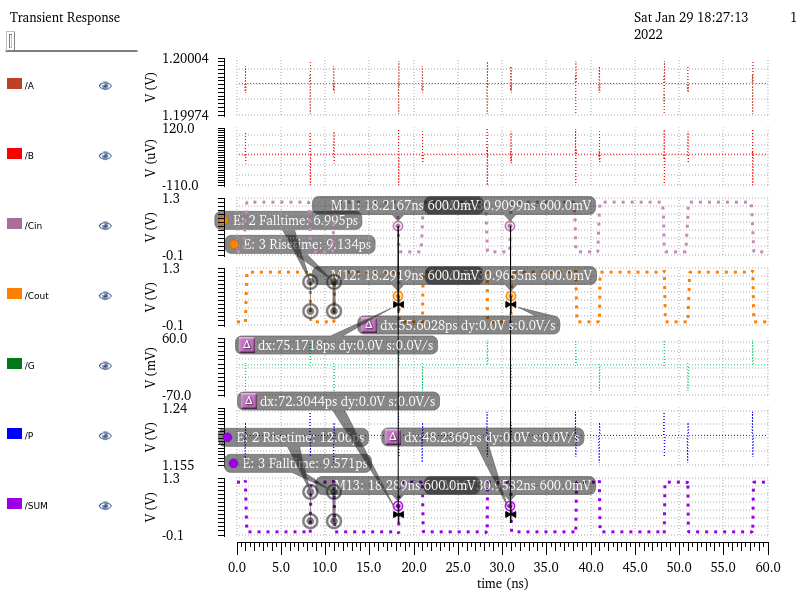 Transient Response
Sat Jan 29 18:27:13 1
2022
/A
V (V)
1.20004
1.19974
/B
V (uV)
120.0
-110.0
/Cin
V (V)
1.3
-0.1
M11: 18.2167ns 600.0mV 0.9099ns 600.0mV
E: 2 Falltime: 6.995ps
E: 3 Risetime: 9.134ps
/Cout
V (V)
1.3
-0.1
M12: 18.2919ns 600.0mV 0.9655ns 600.0mV
dx:55.6028ps dy:0.0V s:0.0V/s
dx:75.1718ps dy:0.0V s:0.0V/s
/G
V (mV)
60.0
-70.0
dx:72.3044ps dy:0.0V s:0.0V/s
/P
V (V)
1.24
1.155
E: 2 Risetime: 12.06ps
dx:48.2369ps dy:0.0V s:0.0V/s
E: 3 Falltime: 9.571ps
/SUM
V (V)
1.3
-0.1
M13: 18.289ns 600.0mV 30.9582ns 600.0mV
0.0 5.0 10.0 15.0 20.0 25.0 30.0 35.0 40.0 45.0 50.0 55.0 60.0
time (ns)